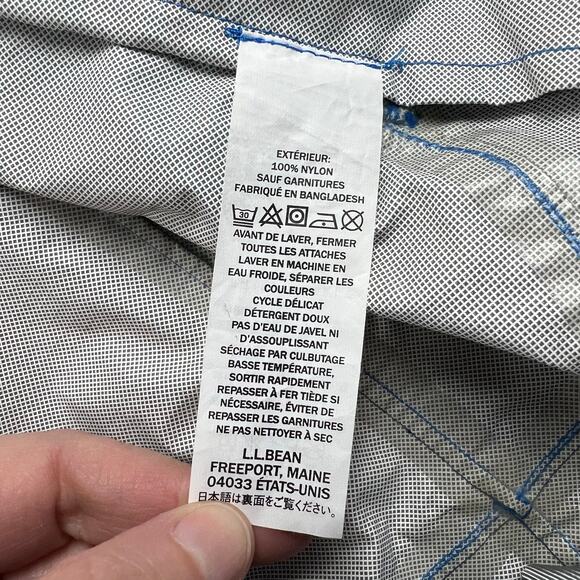 EXTÉRIEUR:
100% NYLON
SAUF GARNITURES
FABRIQUÉ EN BANGLADESH
30
AVANT DE LAVER, FERMER
TOUTES LES ATTACHES
LAVER EN MACHINE EN
EAU FROIDE, SÉPARER LES
COULEURS
CYCLE DÉLICAT
DÉTERGENT DOUX
PAS D'EAU DE JAVEL NI
D'ASSOUPLISSANT
SÉCHAGE PAR CULBUTAGE
BASSE TEMPÉRATURE,
SORTIR RAPIDEMENT
REPASSER À FER TIÈDE SI
NÉCESSAIRE, ÉVITER DE
REPASSER LES GARNITURES
NE PAS NETTOYER À SEC
L.L.BEAN
FREEPORT, MAINE
04033 ÉTATS-UNIS
日本語は裏面をご覧ください。